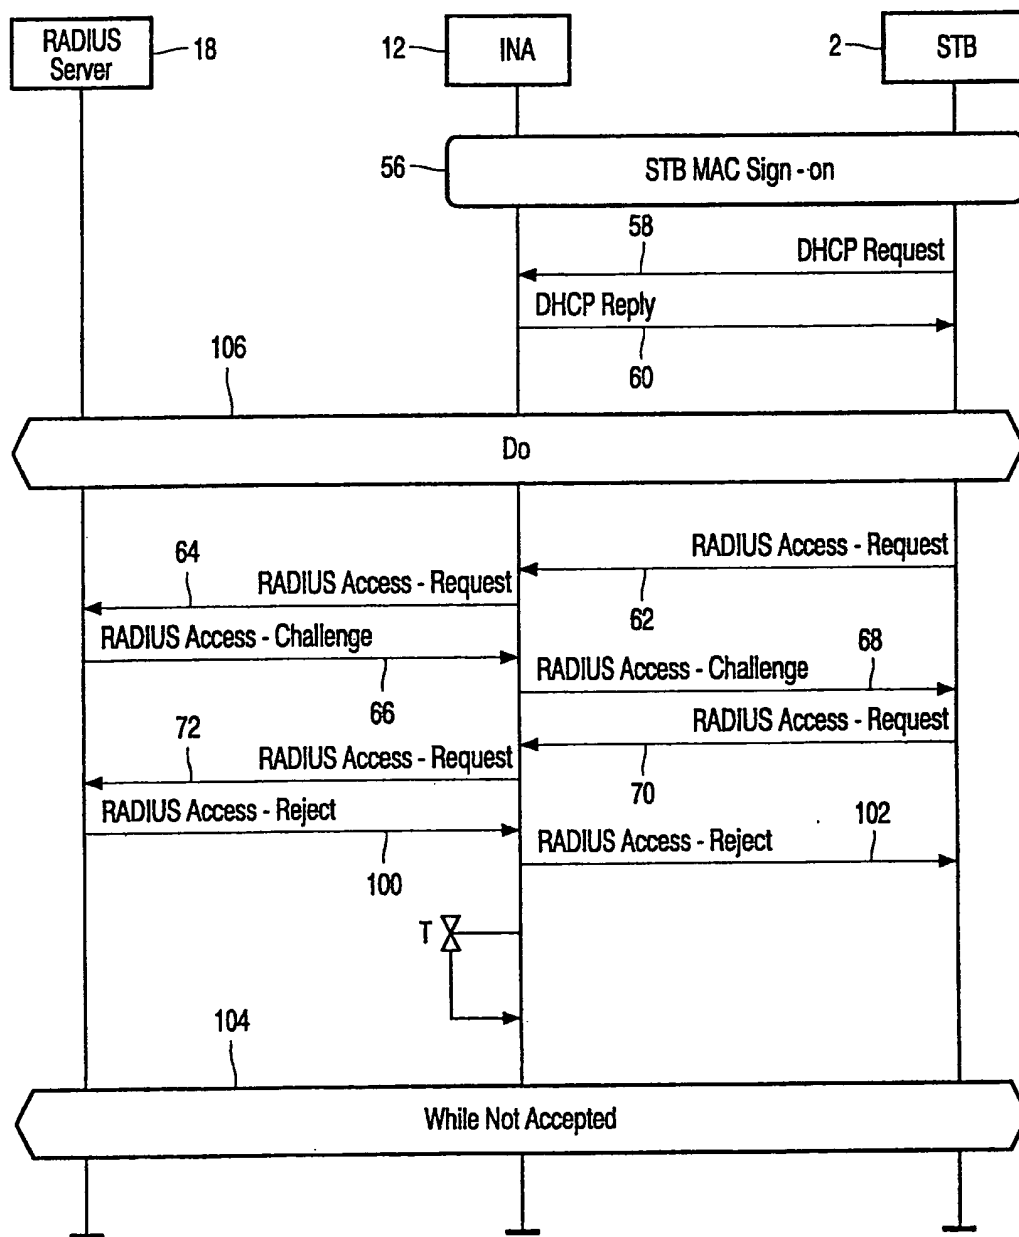 RADIUS
Server
18
12
INA
2
STB
56
STB MAC Sign-on
58
DHCP Request
DHCP Reply
60
106
Do
64
RADIUS Access - Request
RADIUS Access - Request
62
RADIUS Access - Challenge
68
66
RADIUS Access - Challenge
72
RADIUS Access - Request
RADIUS Access - Request
70
RADIUS Access - Reject
102
100
RADIUS Access - Reject
T
104
While Not Accepted